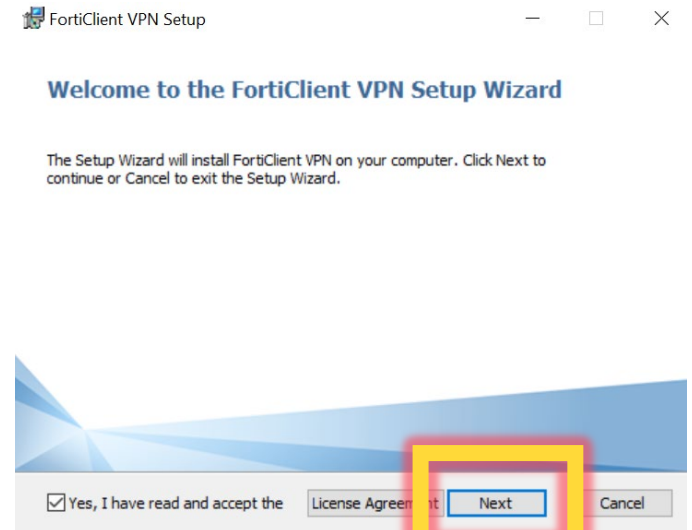 FortiClient VPN Setup
Welcome to the FortiClient VPN Setup Wizard
The Setup Wizard will install FortiClient VPN on your computer. Click Next to
continue or Cancel to exit the Setup Wizard.
Yes, I have read and accept the License Agreement Next Cancel